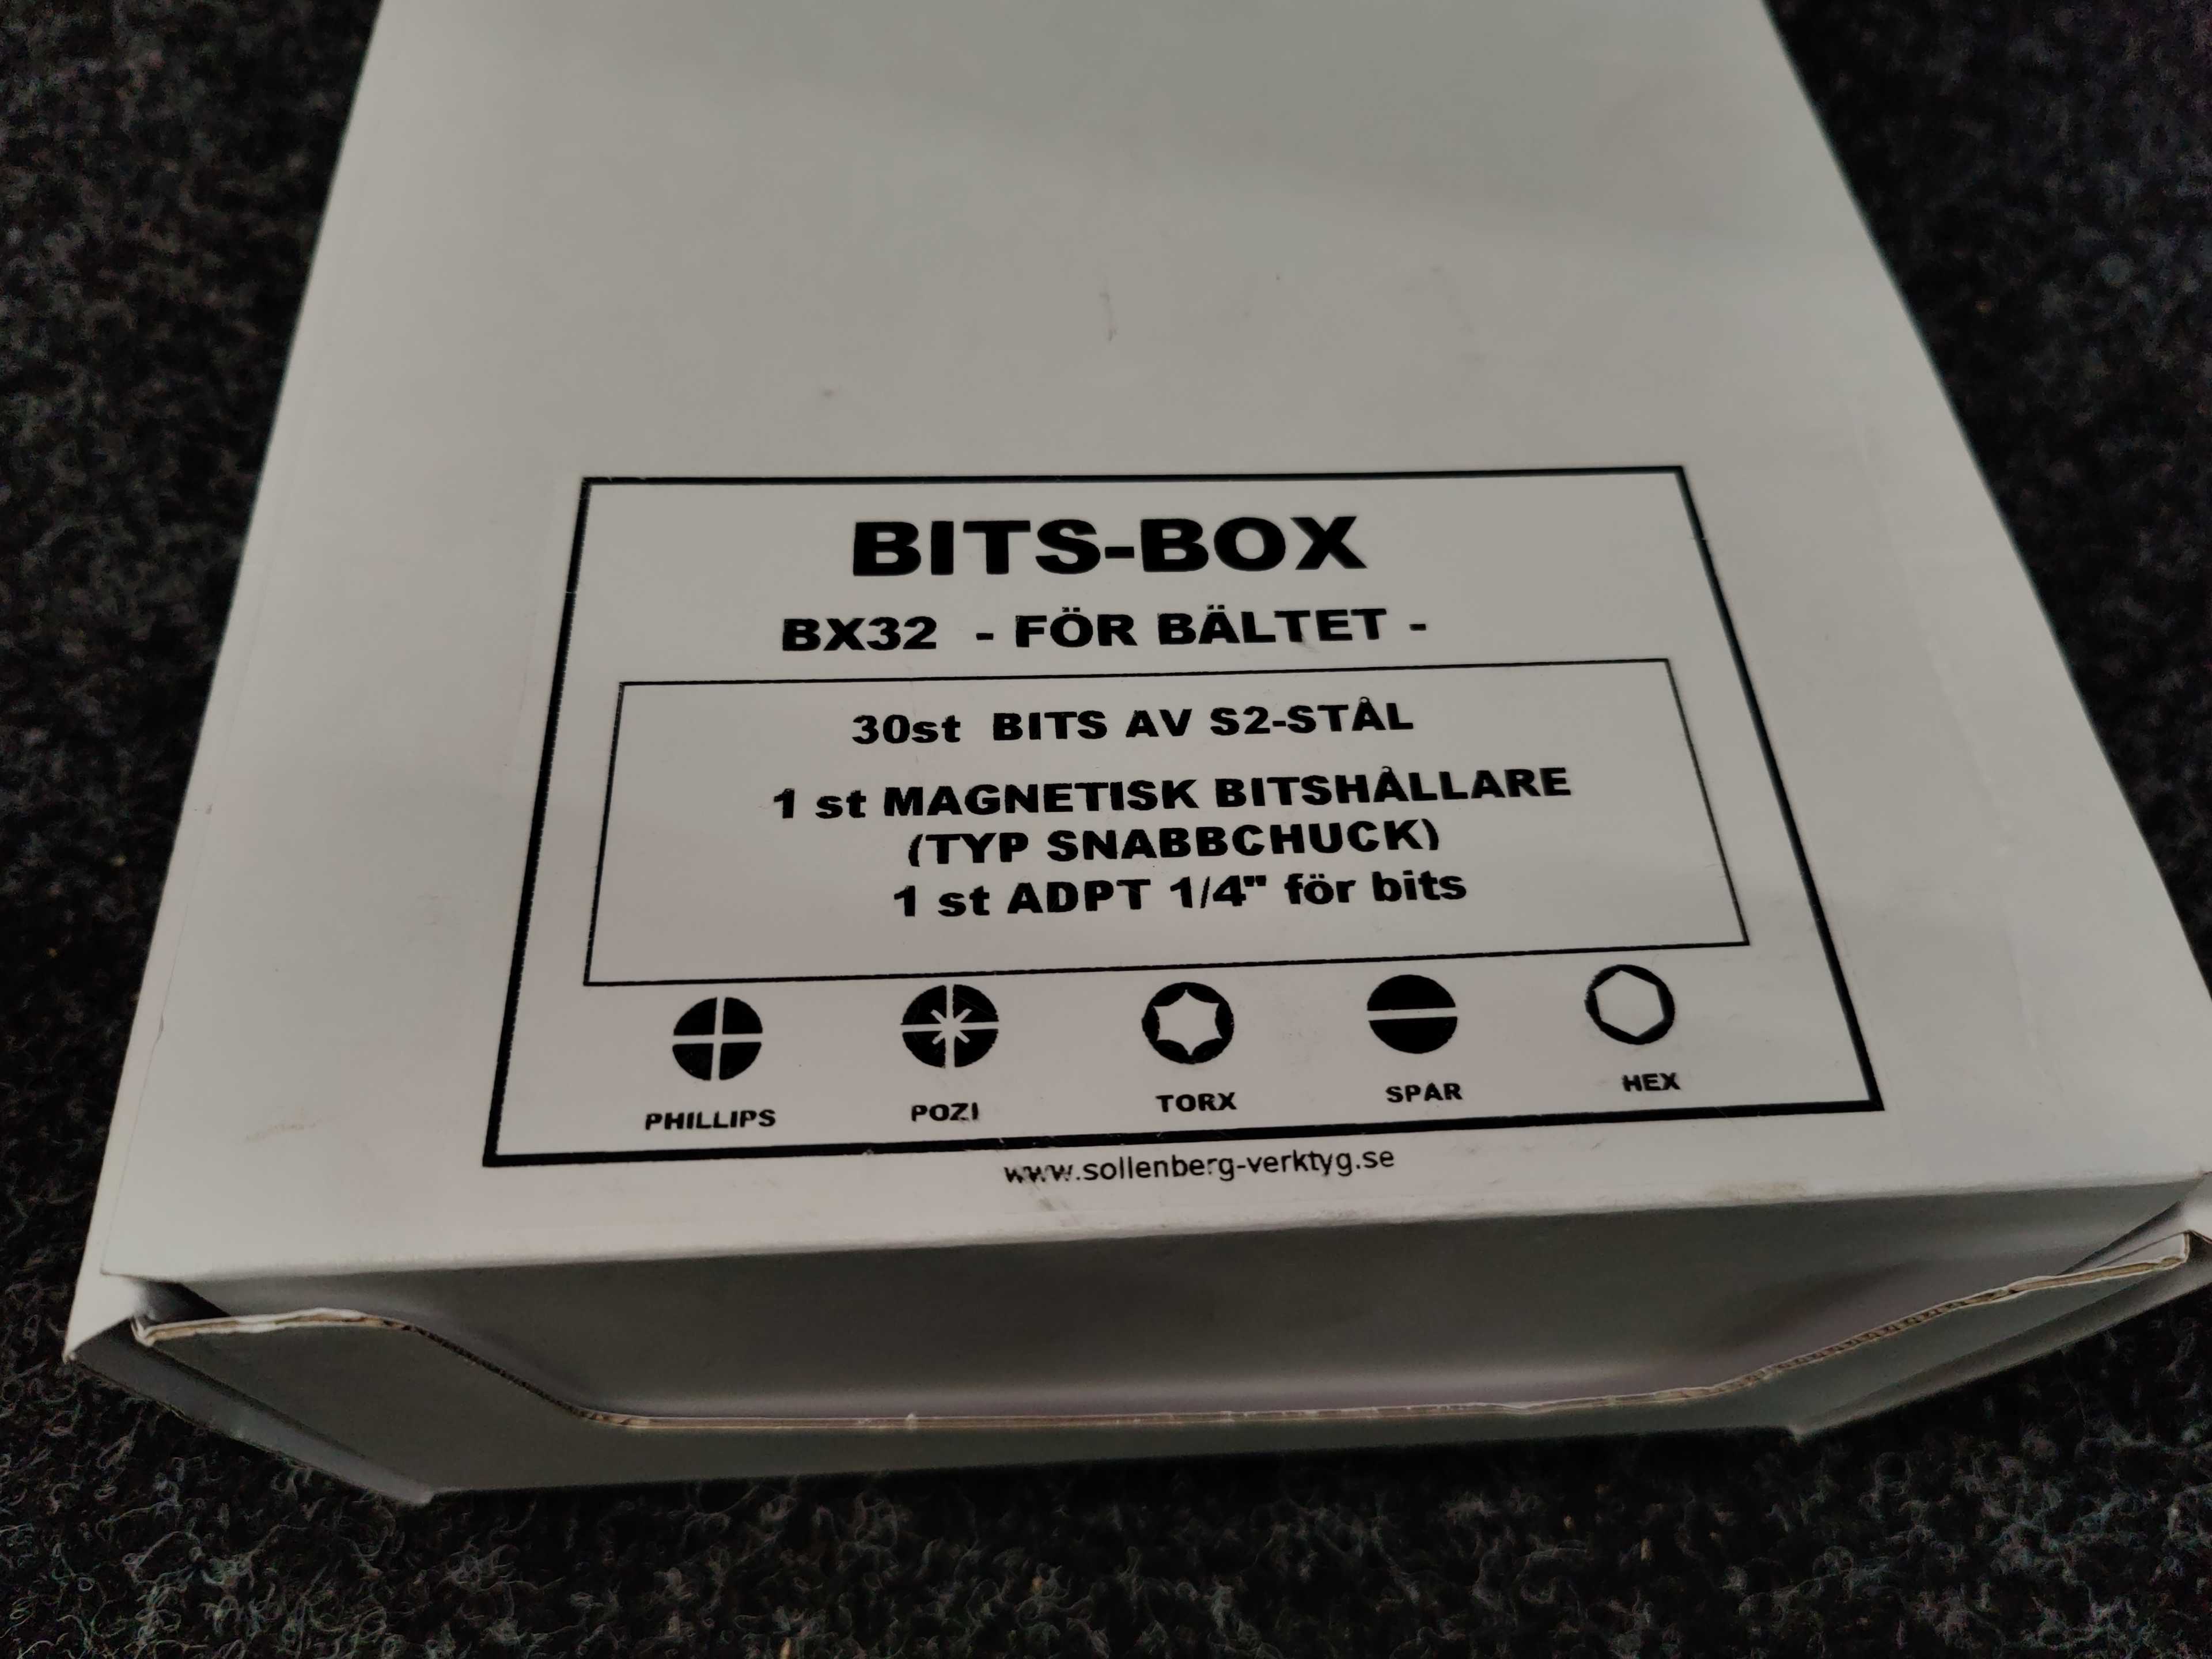 BITS-BOX
BX32 - FÖR BÄLTET -
30st BITS AV S2-STÅL
1 st MAGNETISK BITSHÅLLARE
(TYP SNABBCHUCK)
1 st ADPT 1/4" för bits
PHILLIPS POZI TORX SPAR HEX
www.sollenberg-verktyg.se